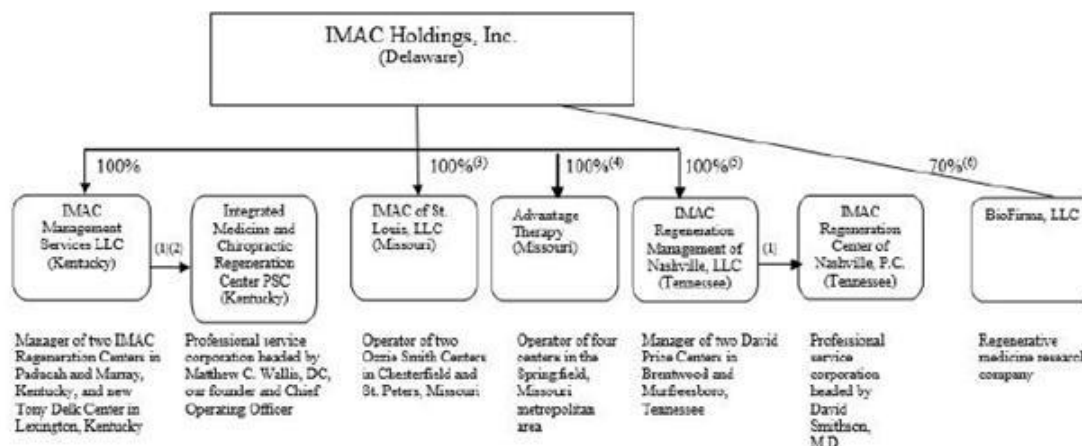 IMAC Holdings, Inc.
(Delaware)
100%
100%(3)
100%(4)
100%(5)
70%(6)
IMAC
Management
Services LLC
(Kentucky)
(1)(2)
Integrated
Medicine and
Chiropractic
Regeneration
Center PSC
(Kentucky)
IMAC of St.
Louis, LLC
(Missouri)
Advantage
Therapy
(Missouri)
IMAC
Regeneration
Management of
Nashville, LLC
(Tennessee)
(1)
IMAC
Regeneration
Center of
Nashville, P.C.
(Tennessee)
BioFirma, LLC
Manager of two IMAC
Regeneration Centers in
Paducah and Murray,
Kentucky, and new
Tony Delk Center in
Lexington, Kentucky
Professional service
corporation headed by
Matthew C. Wallis, DC,
our founder and Chief
Operating Officer
Operator of two
Ozzie Smith Centers
in Chesterfield and
St. Peters, Missouri
Operator of four
centers in the
Springfield,
Missouri
metropolitan
area
Manager of two David
Price Centers in
Brentwood and
Murfreesboro,
Tennessee
Professional
service
corporation
headed by
David
Smithson,
M.D.
Regenerative
medicine research
company